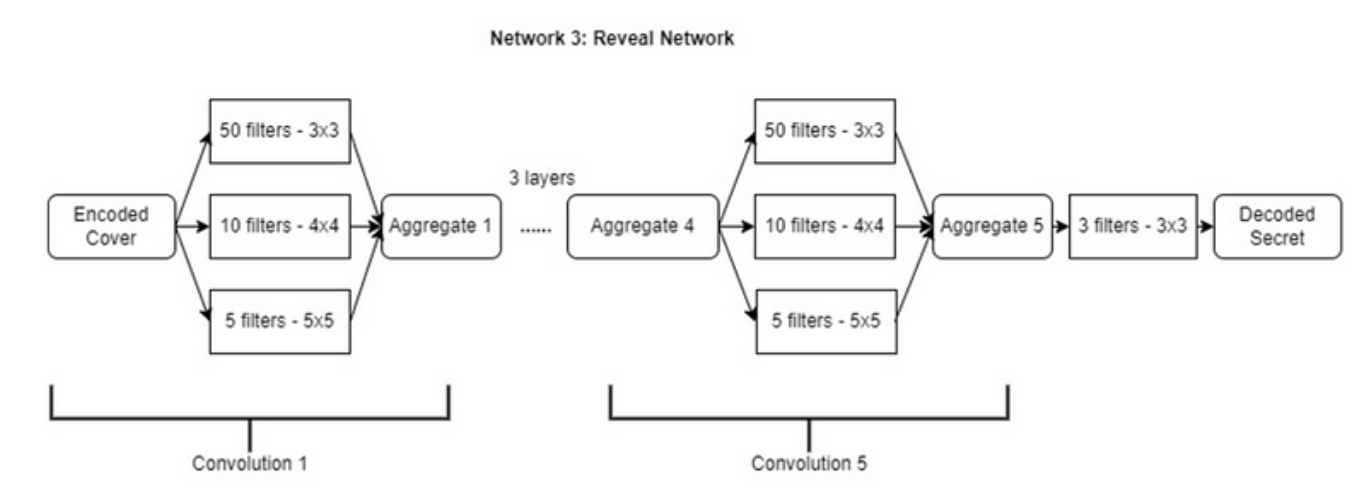 Network 3: Reveal Network
50 filters - 3x3
50 filters - 3x3
3 layers
Encoded
Cover
10 filters - 4x4
Aggregate 1
......
Aggregate 4
10 filters - 4x4
Aggregate 5
3 filters - 3x3
Decoded
Secret
5 filters - 5x5
5 filters - 5x5
Convolution 1
Convolution 5